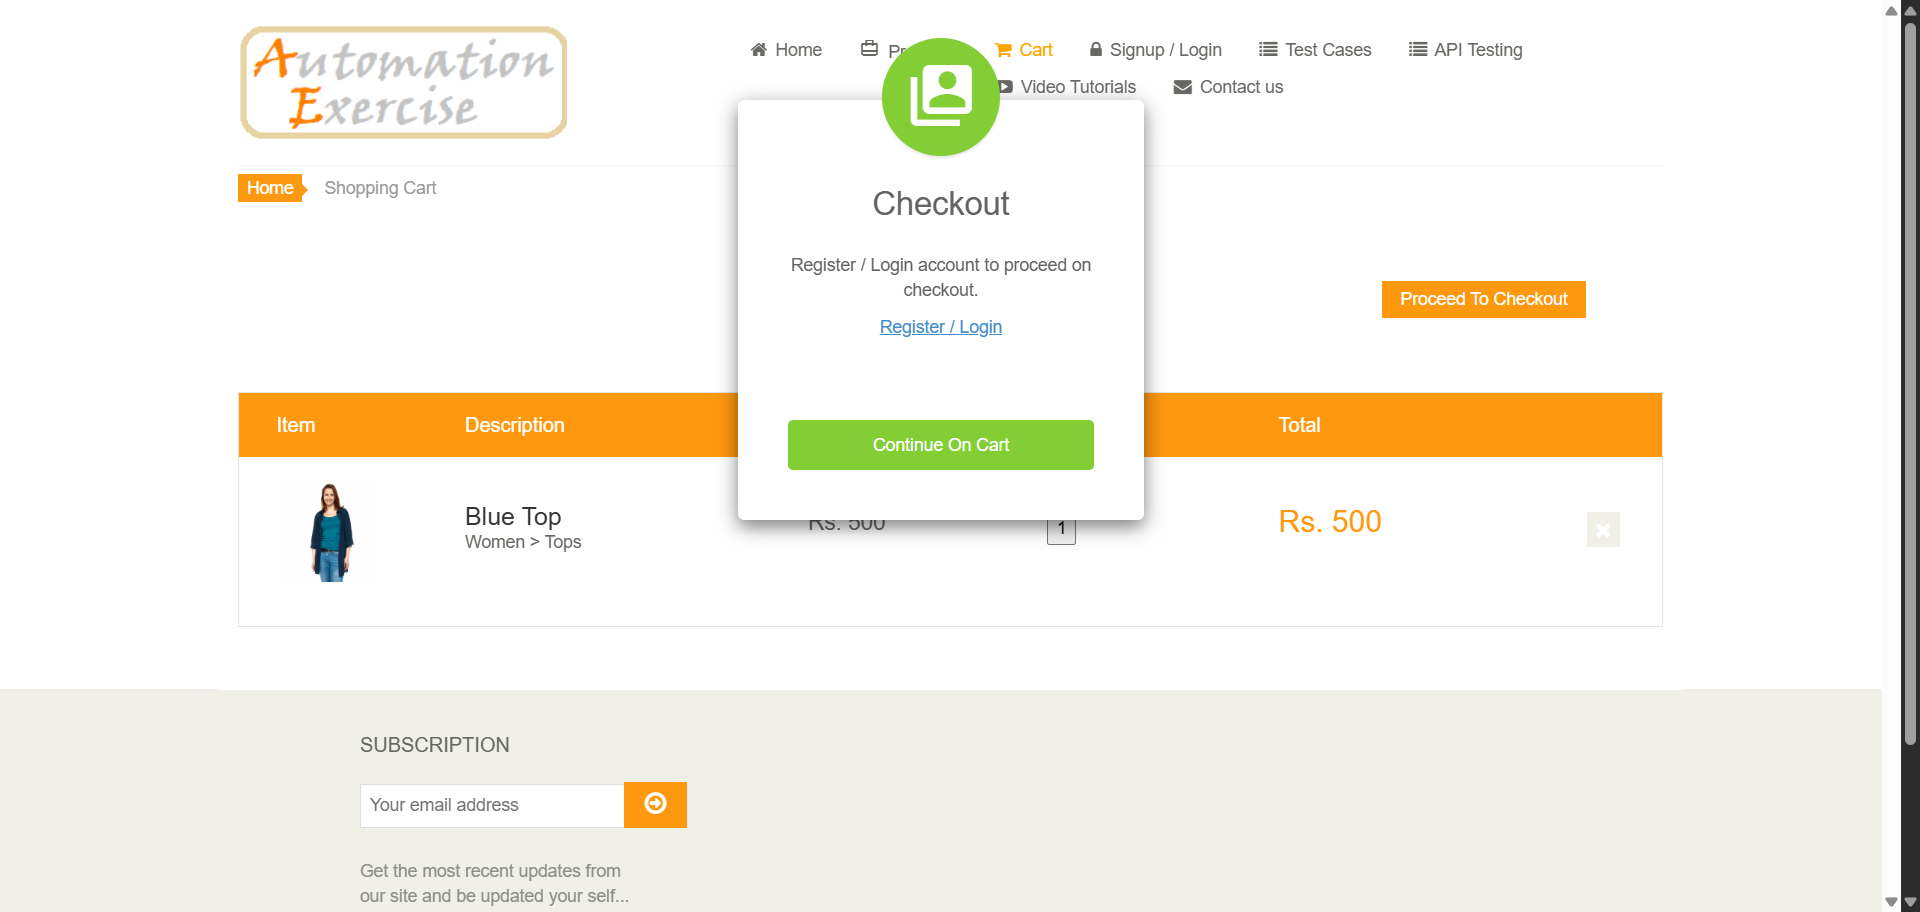 Automation
Exercise
Home
Cart
Signup / Login
Test Cases
API Testing
Video Tutorials
Contact us
Home
Shopping Cart
Checkout
Register / Login account to proceed on
checkout.
Register / Login
Continue On Cart
Proceed To Checkout
Item
Description
Total
Blue Top
Women > Tops
Rs. 500
1
Rs. 500
SUBSCRIPTION
Your email address
Get the most recent updates from
our site and be updated your self...